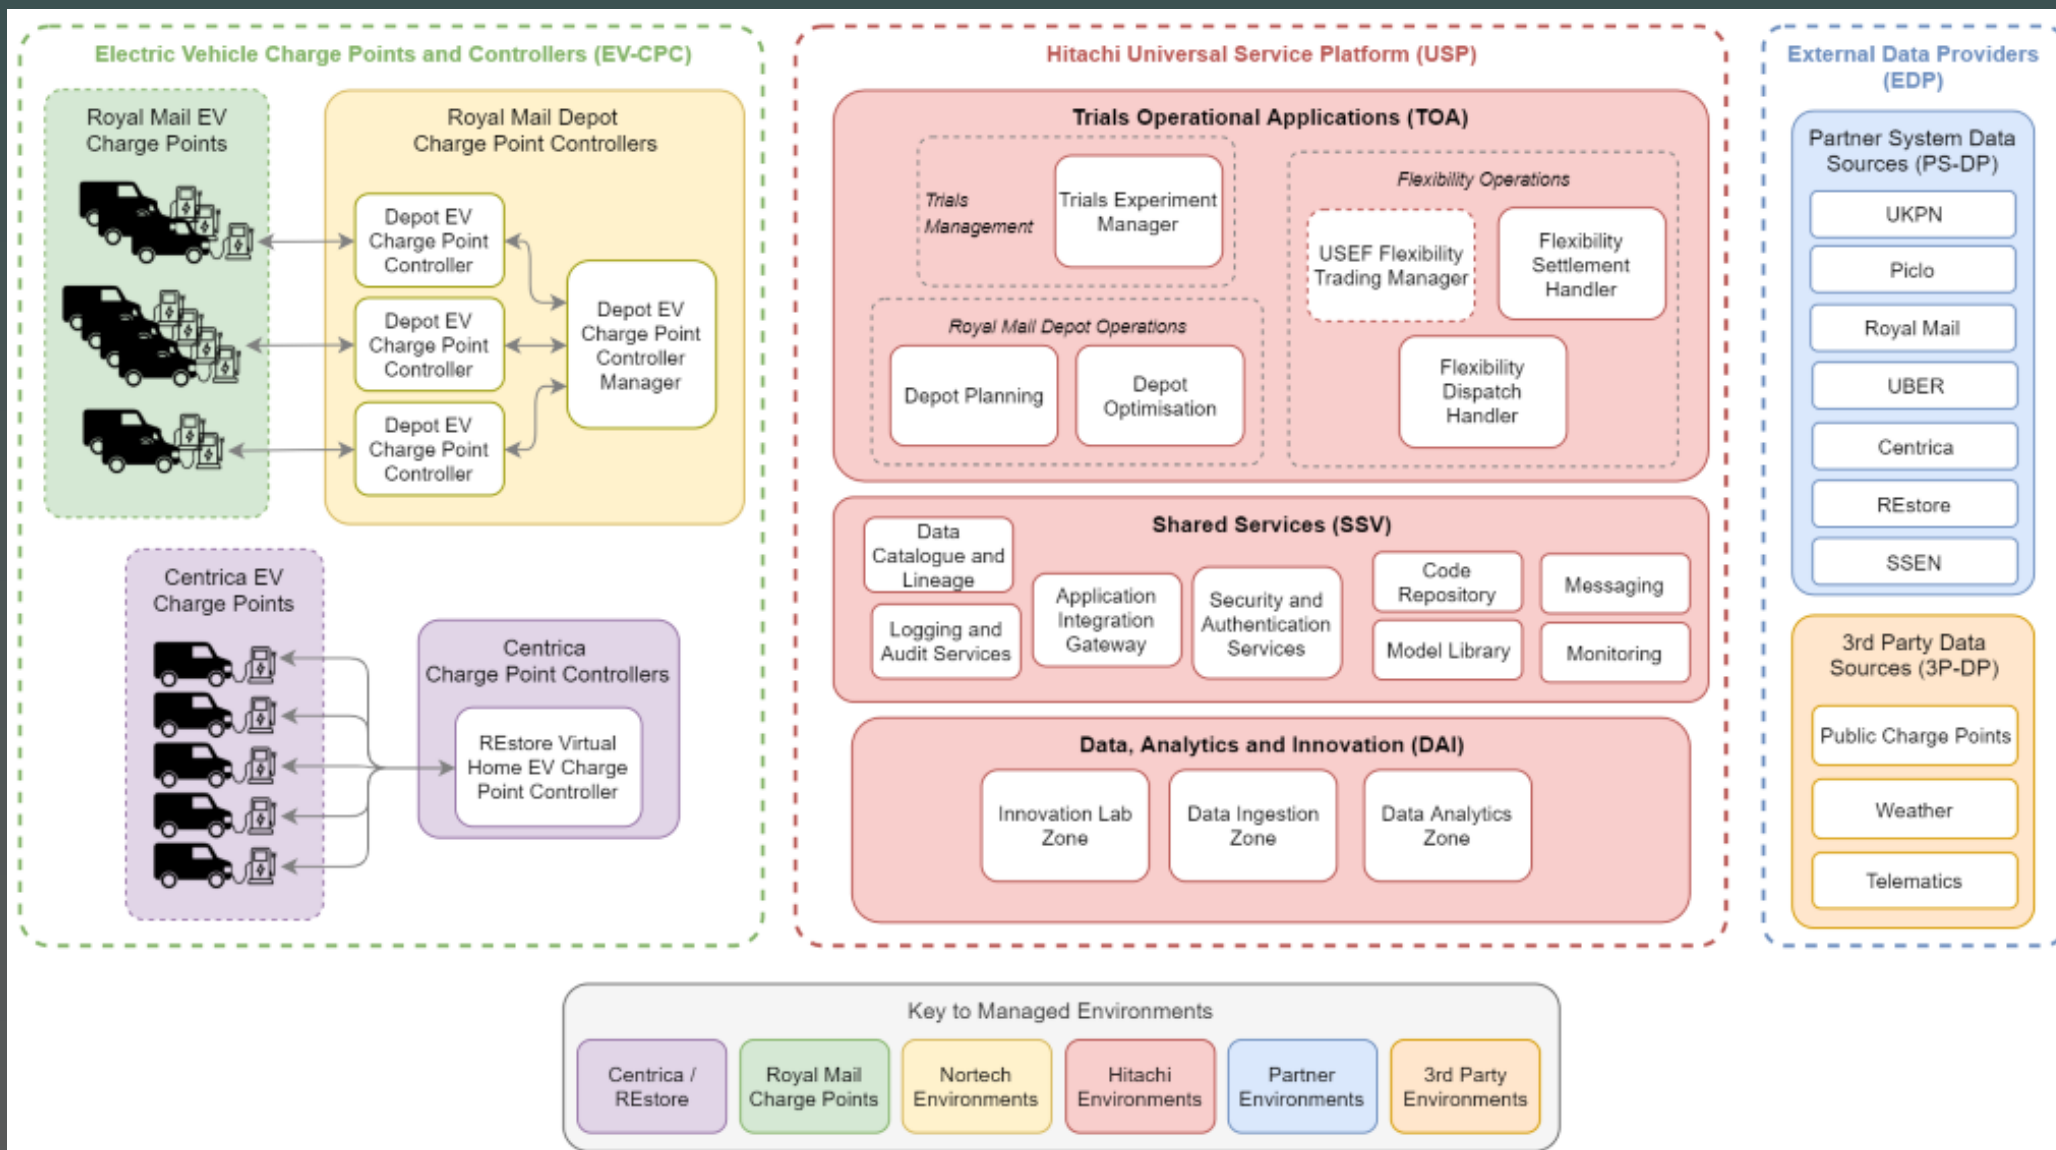 Electric Vehicle Charge Points and Controllers (EV-CPC)
Royal Mail EV
Charge Points
Royal Mail Depot
Charge Point Controllers
Depot EV
Charge Point
Controller
Depot EV
Charge Point
Controller
Depot EV
Charge Point
Controller
Depot EV
Charge Point
Controller
Manager
Centrica EV
Charge Points
Centrica
Charge Point Controllers
REstore Virtual
Home EV Charge
Point Controller
Hitachi Universal Service Platform (USP)
Trials Operational Applications (TOA)
Trials
Management
Trials Experiment
Manager
Royal Mail Depot Operations
Depot Planning
Depot
Optimisation
Flexibility Operations
USEF Flexibility
Trading Manager
Flexibility
Settlement
Handler
Flexibility
Dispatch
Handler
Shared Services (SSV)
Data
Catalogue and
Lineage
Logging and
Audit Services
Application
Integration
Gateway
Security and
Authentication
Services
Code
Repository
Model Library
Messaging
Monitoring
Data, Analytics and Innovation (DAI)
Innovation Lab
Zone
Data Ingestion
Zone
Data Analytics
Zone
External Data Providers
(EDP)
Partner System Data
Sources (PS-DP)
UKPN
Piclo
Royal Mail
UBER
Centrica
REstore
SSEN
3rd Party Data
Sources (3P-DP)
Public Charge Points
Weather
Telematics
Key to Managed Environments
Centrica /
REstore
Royal Mail
Charge Points
Nortech
Environments
Hitachi
Environments
Partner
Environments
3rd Party
Environments